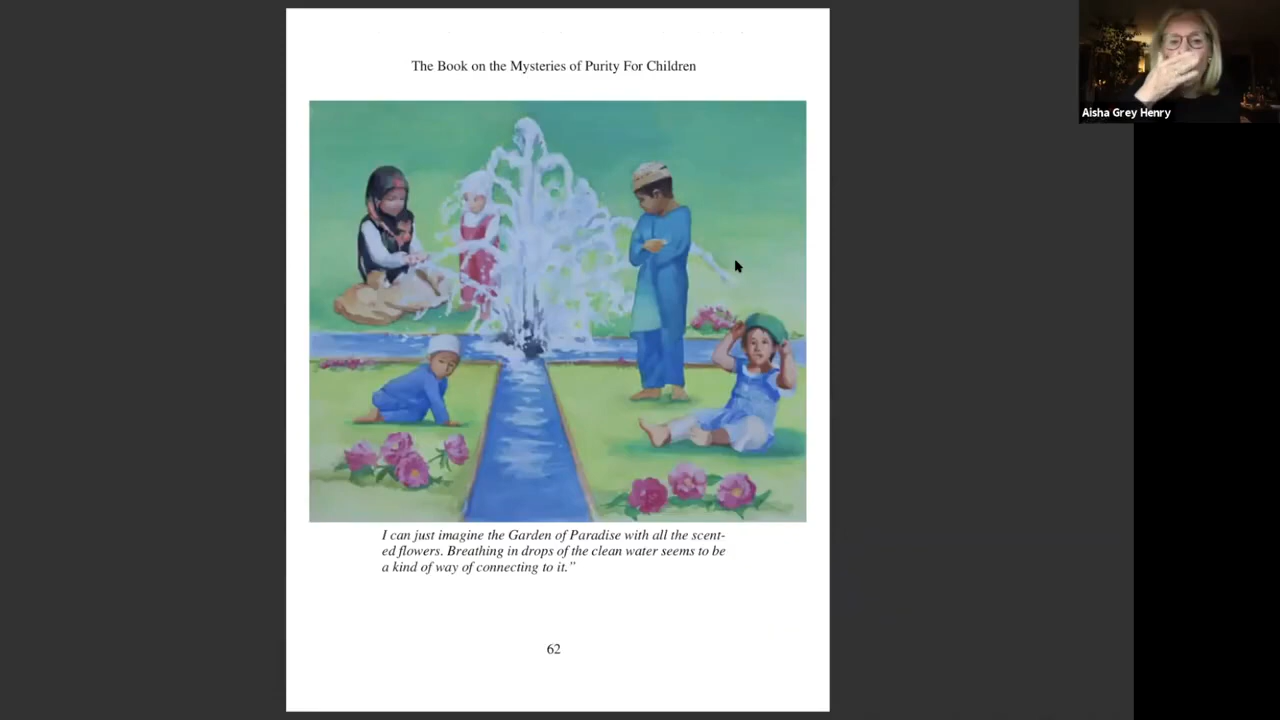 The Book on the Mysteries of Purity For Children
Aisha Grey Henry
I can just imagine the Garden of Paradise with all the scent-
ed flowers. Breathing in drops of the clean water seems to be
a kind of way of connecting to it.”
62